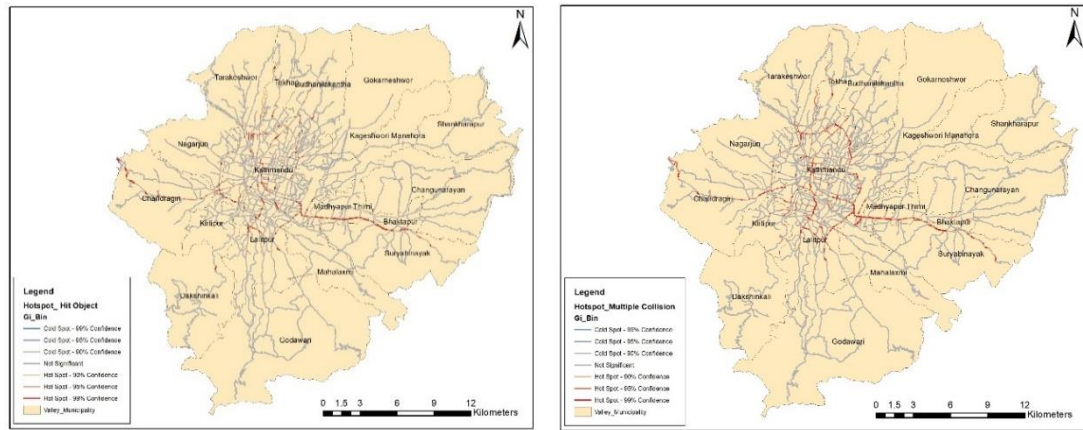 N
Tarakeshwor
Tokha
Budhanilakantha
Gokarneshwor
Shankharapur
Kageshwori Manahora
Nagarjun
Kathmandu
Changunarayan
Chandragiri
Madhyapur Thimi
Kirtipur
Bhaktapur
Lalitpur
Suryabinayak
Mahalaxmi
Dakshinkali
Godawari
Legend
Hotspot_ Hit Object
Gi_Bin
Cold Spot - 99% Confidence
Cold Spot - 95% Confidence
Cold Spot - 90% Confidence
Not Significant
Hot Spot - 90% Confidence
Hot Spot - 95% Confidence
Hot Spot - 99% Confidence
Valley_Municipality
0 1.5 3 6 9 12
Kilometers
N
Tarakeshwor
Tokha
Budhanilakantha
Gokarneshwor
Shankharapur
Kageshwori Manahora
Nagarjun
Kathmandu
Changunarayan
Chandragiri
Madhyapur Thimi
Kirtipur
Bhaktapur
Lalitpur
Suryabinayak
Mahalaxmi
Dakshinkali
Godawari
Legend
Hotspot_Multiple Collision
Gi_Bin
Cold Spot - 99% Confidence
Cold Spot - 95% Confidence
Cold Spot - 90% Confidence
Not Significant
Hot Spot - 90% Confidence
Hot Spot - 95% Confidence
Hot Spot - 99% Confidence
Valley_Municipality
0 1.5 3 6 9 12
Kilometers